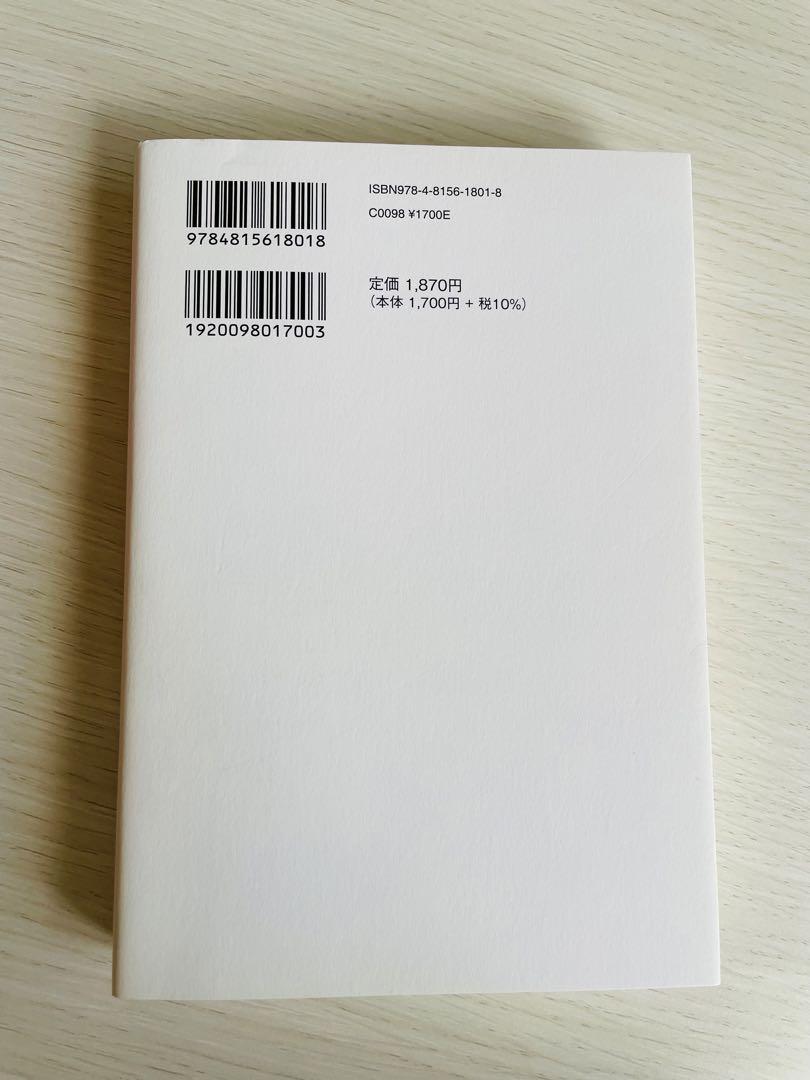 ISBN978-4-8156-1801-8
C0098 ¥1700E
9784815618018
定価 1,870円
（本体 1,700円 + 税10%）
1920098017003